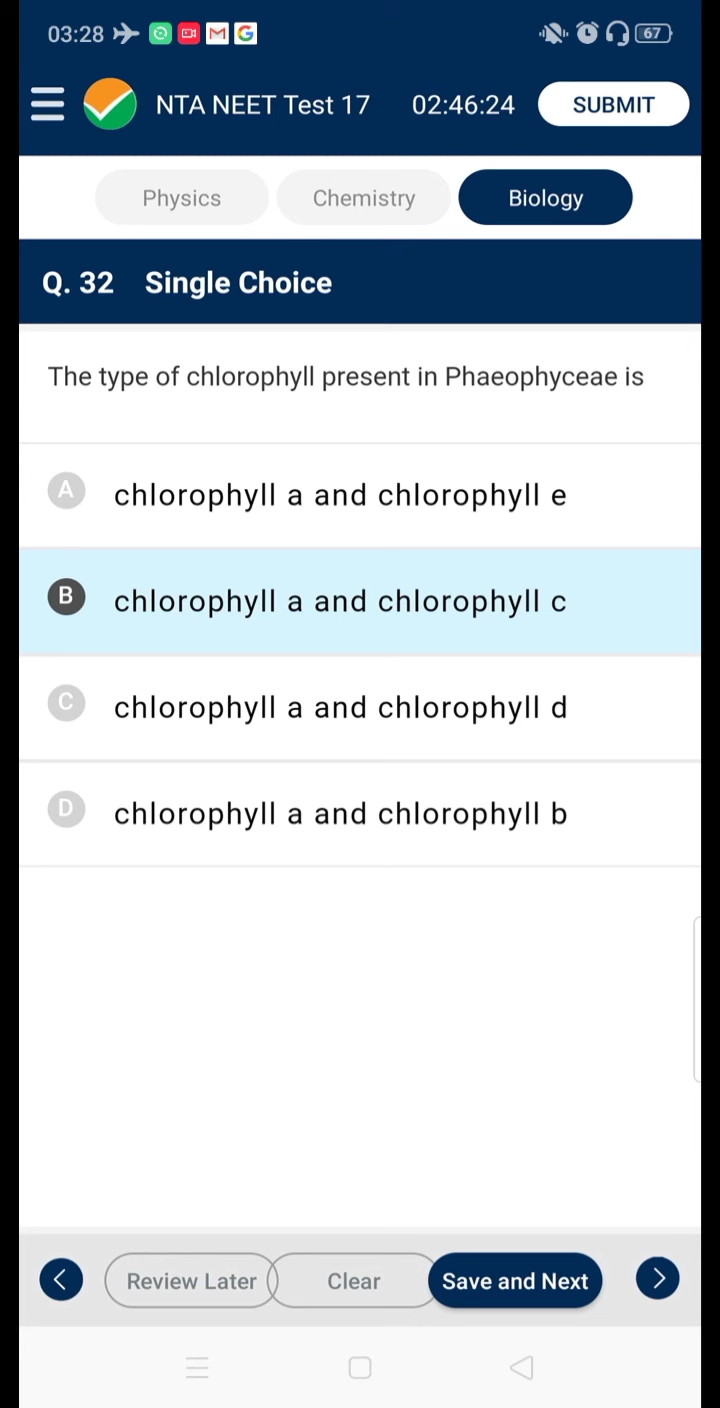 03:28 67
NTA NEET Test 17 02:46:24 SUBMIT
Physics Chemistry Biology
Q. 32 Single Choice
The type of chlorophyll present in Phaeophyceae is
A chlorophyll a and chlorophyll e
B chlorophyll a and chlorophyll c
C chlorophyll a and chlorophyll d
D chlorophyll a and chlorophyll b
Review Later Clear Save and Next